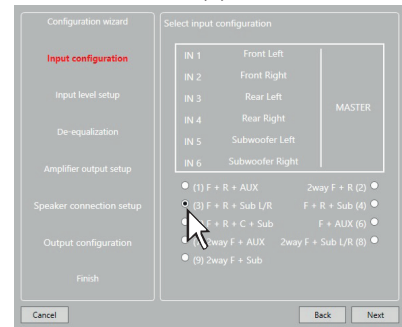 Configuration wizard
Input configuration
Input level setup
De-equalization
Amplifier output setup
Speaker connection setup
Output configuration
Finish
Select input configuration
IN 1 Front Left
IN 2 Front Right
IN 3 Rear Left
IN 4 Rear Right
IN 5 Subwoofer Left
IN 6 Subwoofer Right
MASTER
(1) F + R + AUX 2way F + R (2)
(3) F + R + Sub L/R F + R + Sub (4)
F + R + C + Sub F + AUX (6)
2way F + AUX 2way F + Sub L/R (8)
(9) 2way F + Sub
Cancel Back Next